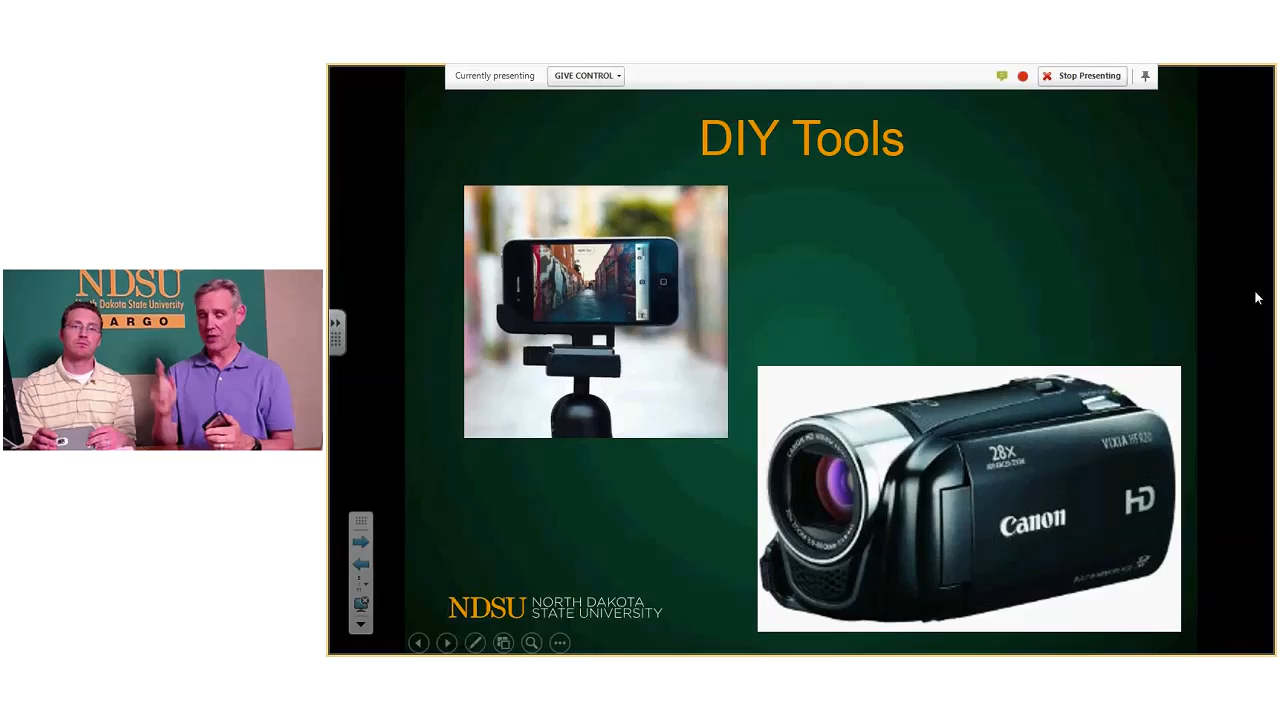 Currently presenting
GIVE CONTROL
Stop Presenting
DIY Tools
NDSU
North Dakota State University
ARGO
28x
VIXIA HF R20
Canon
HD
NDSU NORTH DAKOTA
STATE UNIVERSITY